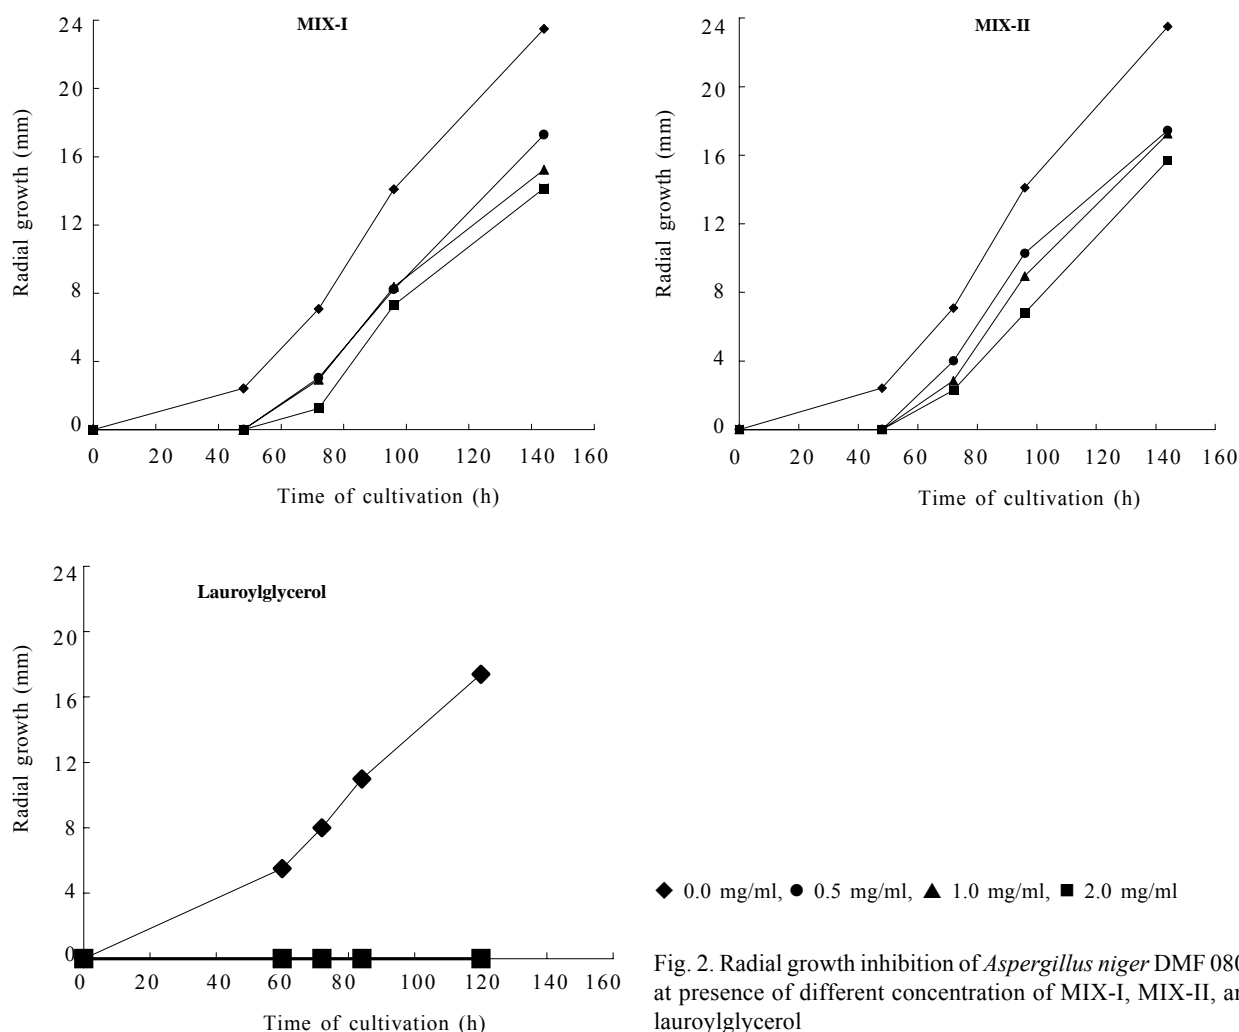 MIX-I
24
20
16
12
8
4
0
Radial growth (mm)
0 20 40 60 80 100 120 140 160
Time of cultivation (h)
MIX-II
24
20
16
12
8
4
0
Radial growth (mm)
0 20 40 60 80 100 120 140 160
Time of cultivation (h)
Lauroylglycerol
24
20
16
12
8
4
0
Radial growth (mm)
0 20 40 60 80 100 120 140 160
Time of cultivation (h)
◆ 0.0 mg/ml, ● 0.5 mg/ml, ▲ 1.0 mg/ml, ■ 2.0 mg/ml
Fig. 2. Radial growth inhibition of Aspergillus niger DMF 080
at presence of different concentration of MIX-I, MIX-II, an
lauroylglycerol